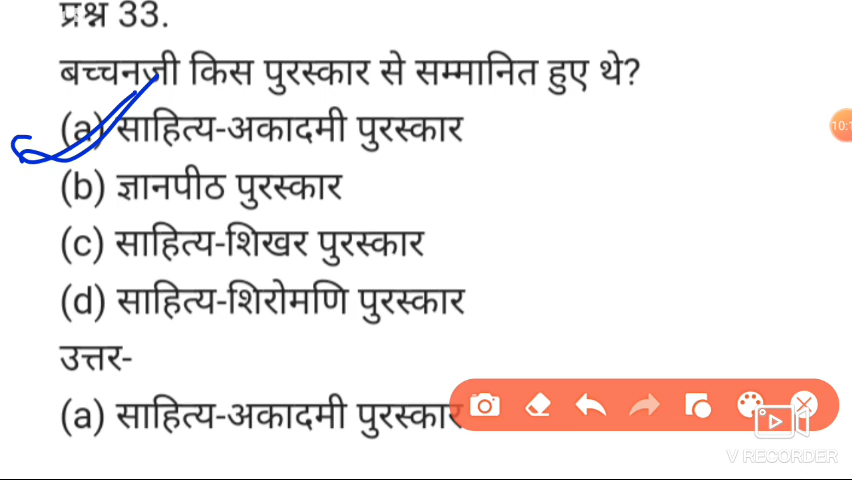 प्रश्न 33.
बच्चनजी किस पुरस्कार से सम्मानित हुए थे?
(a) साहित्य-अकादमी पुरस्कार
(b) ज्ञानपीठ पुरस्कार
(c) साहित्य-शिखर पुरस्कार
(d) साहित्य-शिरोमणि पुरस्कार
उत्तर-
(a) साहित्य-अकादमी पुरस्कार
V RECORDER